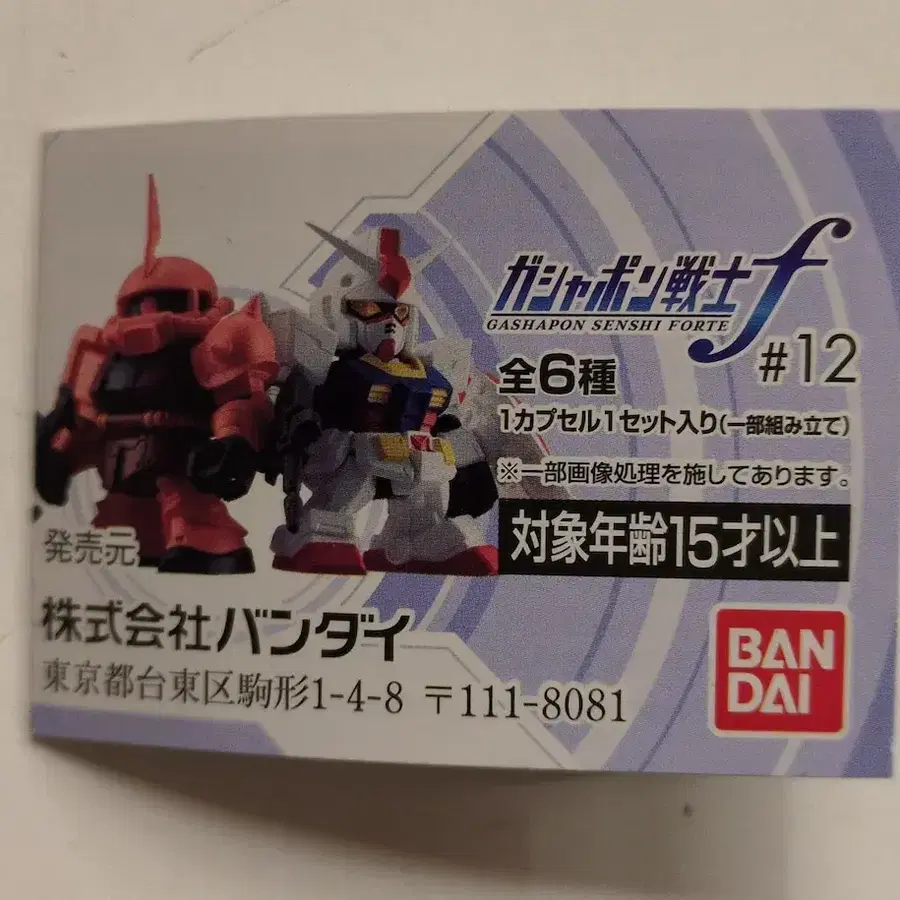 ガシャポン戦士f
GASHAPON SENSHI FORTE
#12
全6種
1カプセル1セット入り(一部組み立て)
※一部画像処理を施してあります。
対象年齢15才以上
発売元
株式会社バンダイ
東京都台東区駒形1-4-8 〒111-8081
BAN
DAI